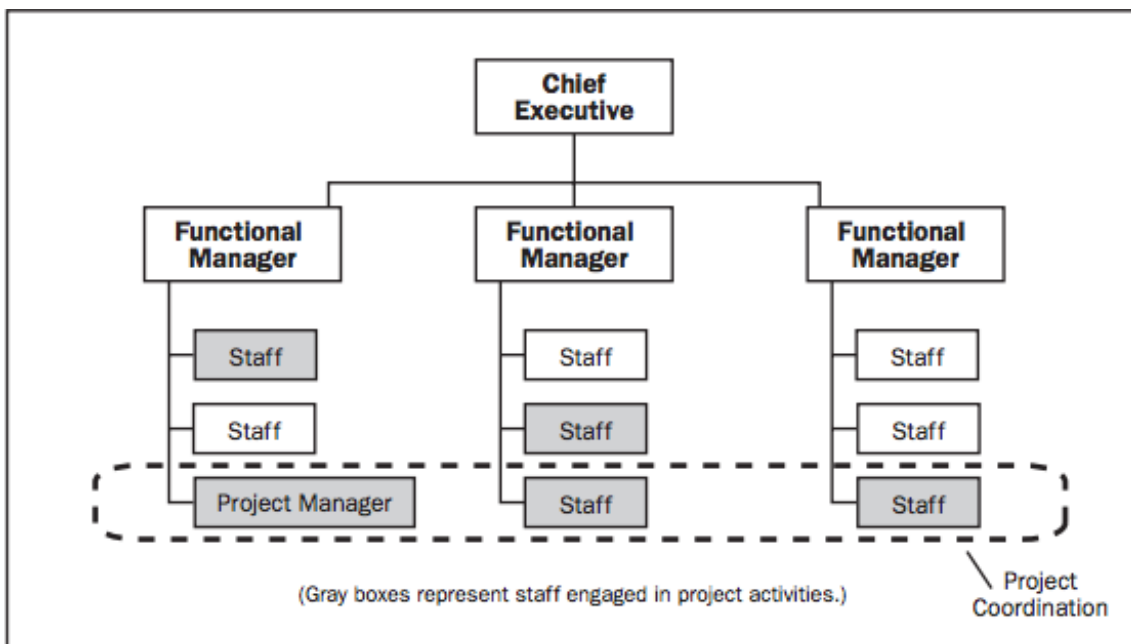 Chief
Executive
Functional
Manager
Functional
Manager
Functional
Manager
Staff
Staff
Staff
Staff
Staff
Staff
Project Manager
Staff
Staff
(Gray boxes represent staff engaged in project activities.)
Project
Coordination